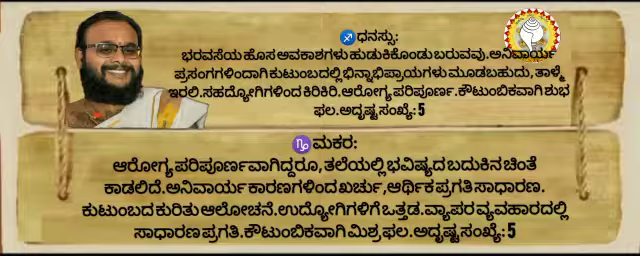 ♐ಧನಸ್ಸು:
ಭರವಸೆಯ ಹೊಸ ಅವಕಾಶಗಳು ಹುಡುಕಿಕೊಂಡು ಬರುವವು. ಅನಿವಾರ್ಯ
ಪ್ರಸಂಗಗಳಿಂದಾಗಿ ಕುಟುಂಬದಲ್ಲಿ ಭಿನ್ನಾಭಿಪ್ರಾಯಗಳು ಮೂಡಬಹುದು, ತಾಳ್ಮೆ
ಇರಲಿ. ಸಹದ್ಯೋಗಿಗಳಿಂದ ಕಿರಿಕಿರಿ. ಆರೋಗ್ಯ ಪರಿಪೂರ್ಣ. ಕೌಟುಂಬಿಕವಾಗಿ ಶುಭ
ಫಲ. ಅದೃಷ್ಟ ಸಂಖ್ಯೆ: 5
♑ಮಕರ:
ಆರೋಗ್ಯ ಪರಿಪೂರ್ಣವಾಗಿದ್ದರೂ, ತಲೆಯಲ್ಲಿ ಭವಿಷ್ಯದ ಬದುಕಿನ ಚಿಂತೆ
ಕಾಡಲಿದೆ. ಅನಿವಾರ್ಯ ಕಾರಣಗಳಿಂದ ಖರ್ಚು, ಆರ್ಥಿಕ ಪ್ರಗತಿ ಸಾಧಾರಣ.
ಕುಟುಂಬದ ಕುರಿತು ಆಲೋಚನೆ. ಉದ್ಯೋಗಿಗಳಿಗೆ ಒತ್ತಡ. ವ್ಯಾಪರ ವ್ಯವಹಾರದಲ್ಲಿ
ಸಾಧಾರಣ ಪ್ರಗತಿ. ಕೌಟುಂಬಿಕವಾಗಿ ಮಿಶ್ರ ಫಲ. ಅದೃಷ್ಟ ಸಂಖ್ಯೆ: 5